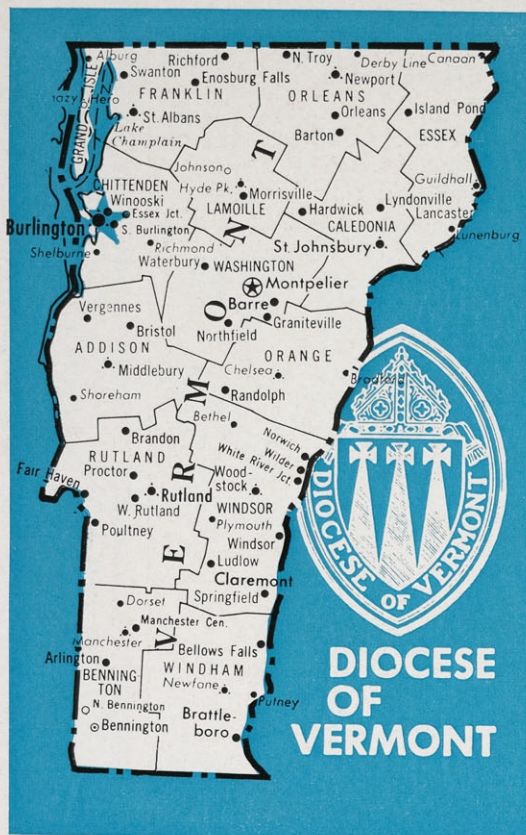 Alburg
Richford
N. Troy
Derby Line
Canaan
Swanton
Enosburg Falls
Newport
GRAND ISLE
Hero
FRANKLIN
ORLEANS
St. Albans
Orleans
Island Pond
Lake
Champlain
Barton
ESSEX
Johnson
Guildhall
Hyde Pk.
CHITTENDEN
Morrisville
Lyndonville
Winooski
LAMOILLE
Hardwick
Lancaster
Burlington
Essex Jct.
CALEDONIA
S. Burlington
Lunenburg
Shelburne
Richmond
St. Johnsbury
Waterbury
WASHINGTON
Montpelier
Vergennes
Barre
Graniteville
Bristol
Northfield
ADDISON
Chelsea
ORANGE
Middlebury
Bradford
Shoreham
Randolph
Bethel
Brandon
Norwich
RUTLAND
Wilder
Proctor
White River Jct.
Fair Haven
Wood-
stock
Rutland
W. Rutland
WINDSOR
Poultney
Plymouth
Windsor
Ludlow
Claremont
Dorset
Springfield
Manchester Cen.
Manchester
Bellows Falls
Arlington
BENNING-
TON
WINDHAM
Newfane
Putney
N. Bennington
Bennington
Brattle-
boro
VERMONT
DIOCESE OF VERMONT
DIOCESE
OF
VERMONT